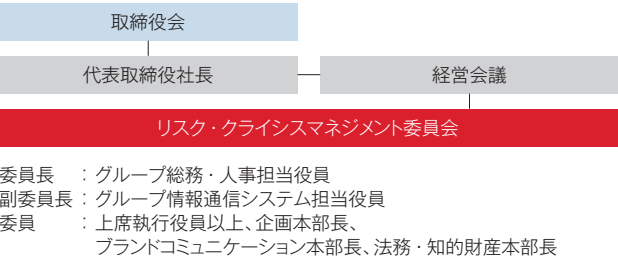 取締役会
代表取締役社長
経営会議
リスク・クライシスマネジメント委員会
委員長　：グループ総務・人事担当役員
副委員長：グループ情報通信システム担当役員
委員　　：上席執行役員以上、企画本部長、
ブランドコミュニケーション本部長、法務・知的財産本部長